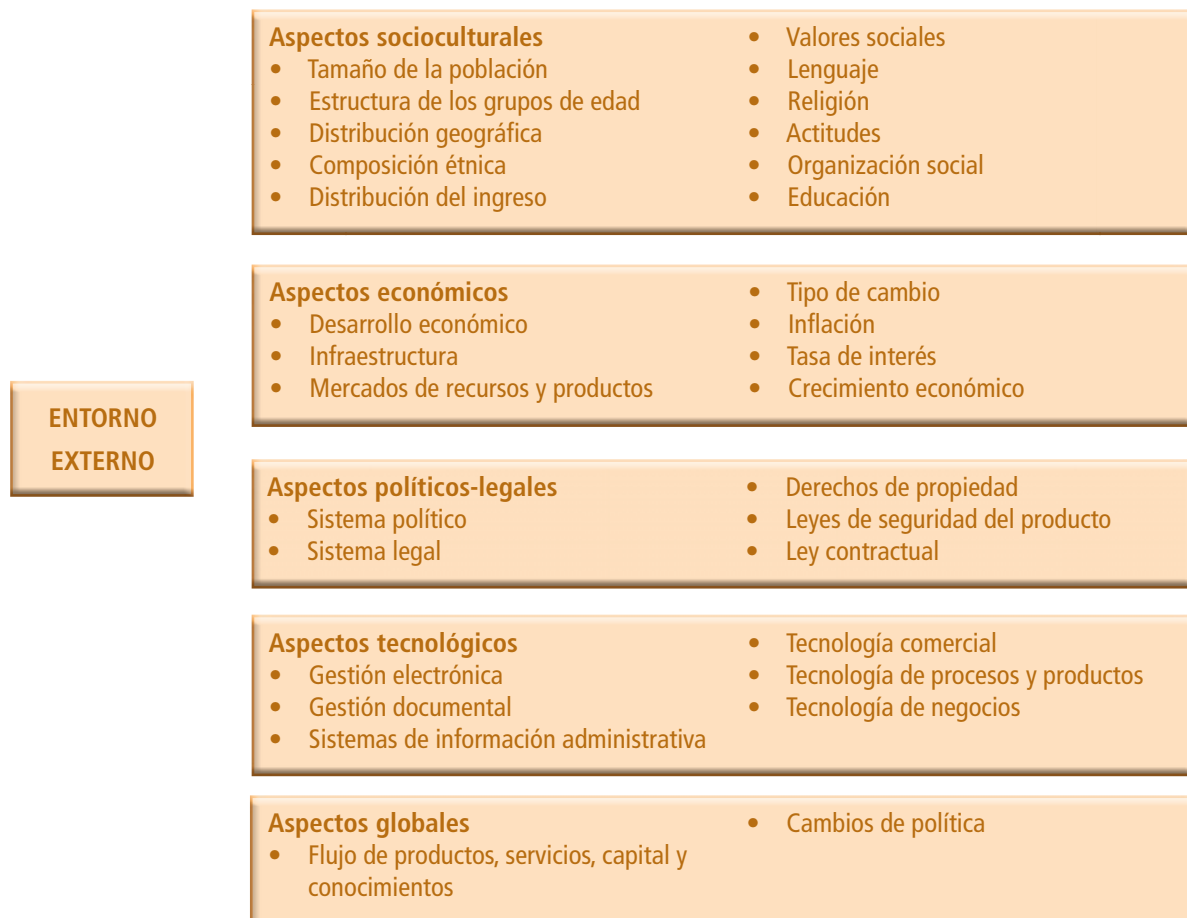 Aspectos socioculturales
• Tamaño de la población
• Estructura de los grupos de edad
• Distribución geográfica
• Composición étnica
• Distribución del ingreso
• Valores sociales
• Lenguaje
• Religión
• Actitudes
• Organización social
• Educación
Aspectos económicos
• Desarrollo económico
• Infraestructura
• Mercados de recursos y productos
• Tipo de cambio
• Inflación
• Tasa de interés
• Crecimiento económico
ENTORNO
EXTERNO
Aspectos políticos-legales
• Sistema político
• Sistema legal
• Derechos de propiedad
• Leyes de seguridad del producto
• Ley contractual
Aspectos tecnológicos
• Gestión electrónica
• Gestión documental
• Sistemas de información administrativa
• Tecnología comercial
• Tecnología de procesos y productos
• Tecnología de negocios
Aspectos globales
• Flujo de productos, servicios, capital y
conocimientos
• Cambios de política